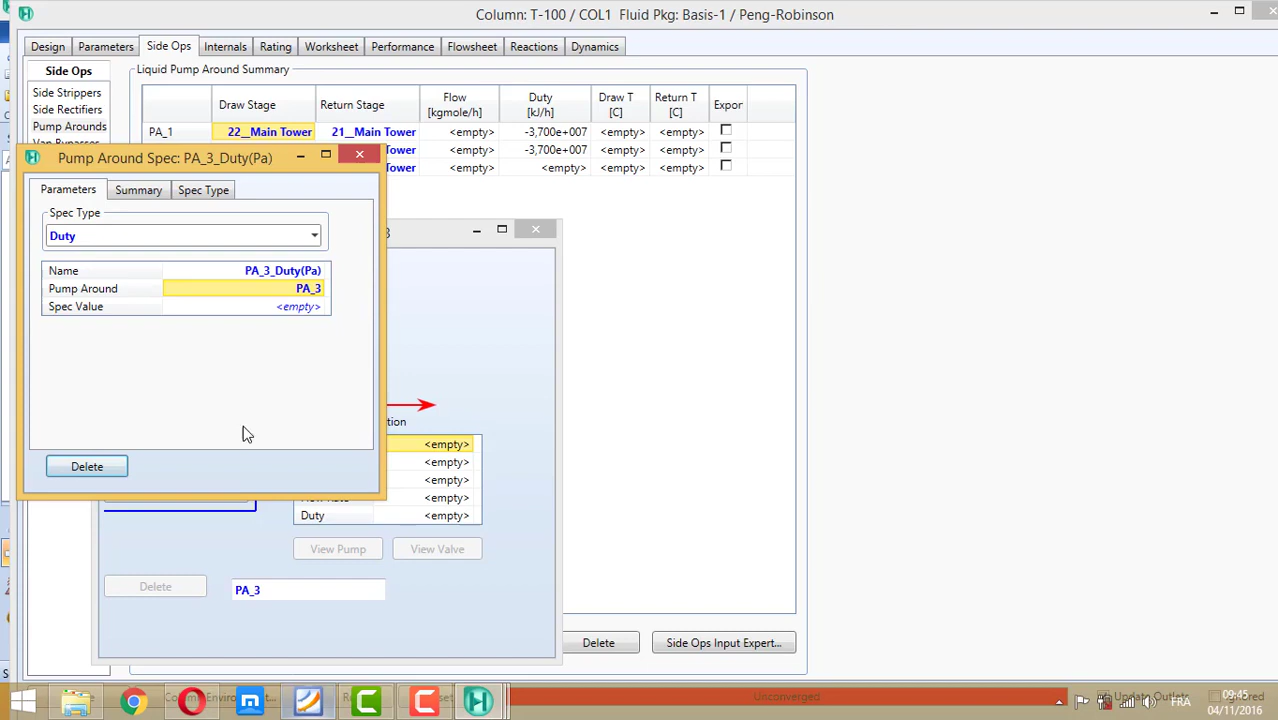 Column: T-100 / COL1 Fluid Pkg: Basis-1 / Peng-Robinson
Design Parameters Side Ops Internals Rating Worksheet Performance Flowsheet Reactions Dynamics
Side Ops
Side Strippers
Side Rectifiers
Pump Arounds
Liquid Pump Around Summary
Draw Stage Return Stage Flow [kgmole/h] Duty [kJ/h] Draw T [C] Return T [C] Expor
PA_1 22__Main Tower 21__Main Tower <empty> -3,700e+007 <empty> <empty>
Tower <empty> -3,700e+007 <empty> <empty>
Tower <empty> <empty> <empty> <empty>
Pump Around Spec: PA_3_Duty(Pa)
Parameters Summary Spec Type
Spec Type
Duty
Name PA_3_Duty(Pa)
Pump Around PA_3
Spec Value <empty>
Delete
3
tion
<empty>
<empty>
<empty>
<empty>
Duty <empty>
View Pump View Valve
Delete PA_3
Delete Side Ops Input Expert...
Unconverged
Update Outlets Ignored
FRA
09:45
04/11/2016